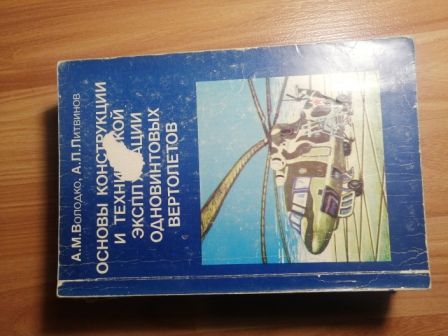 А.М.Володко, А.Л.Литвинов
ОСНОВЫ КОНСТРУКЦИИ
И
ОДНОВИНТОВЫХ
ВЕРТОЛЕТОВ